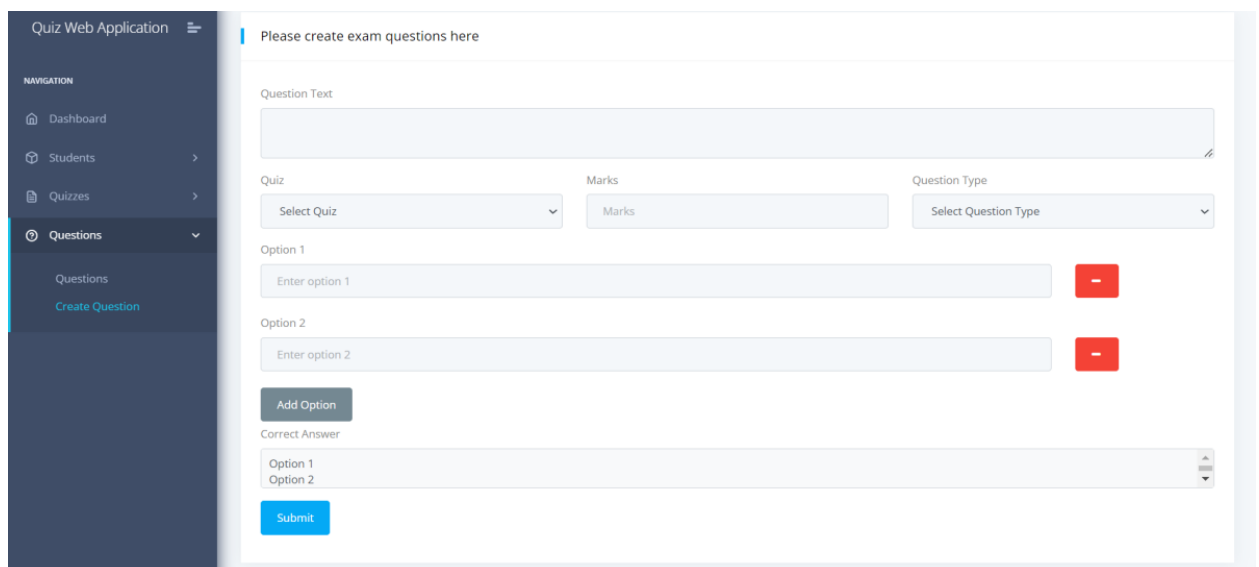 Quiz Web Application
NAVIGATION
Dashboard
Students
Quizzes
Questions
Questions
Create Question
Please create exam questions here
Question Text
Quiz Marks Question Type
Select Quiz Marks Select Question Type
Option 1
Enter option 1
Option 2
Enter option 2
Add Option
Correct Answer
Option 1
Option 2
Submit